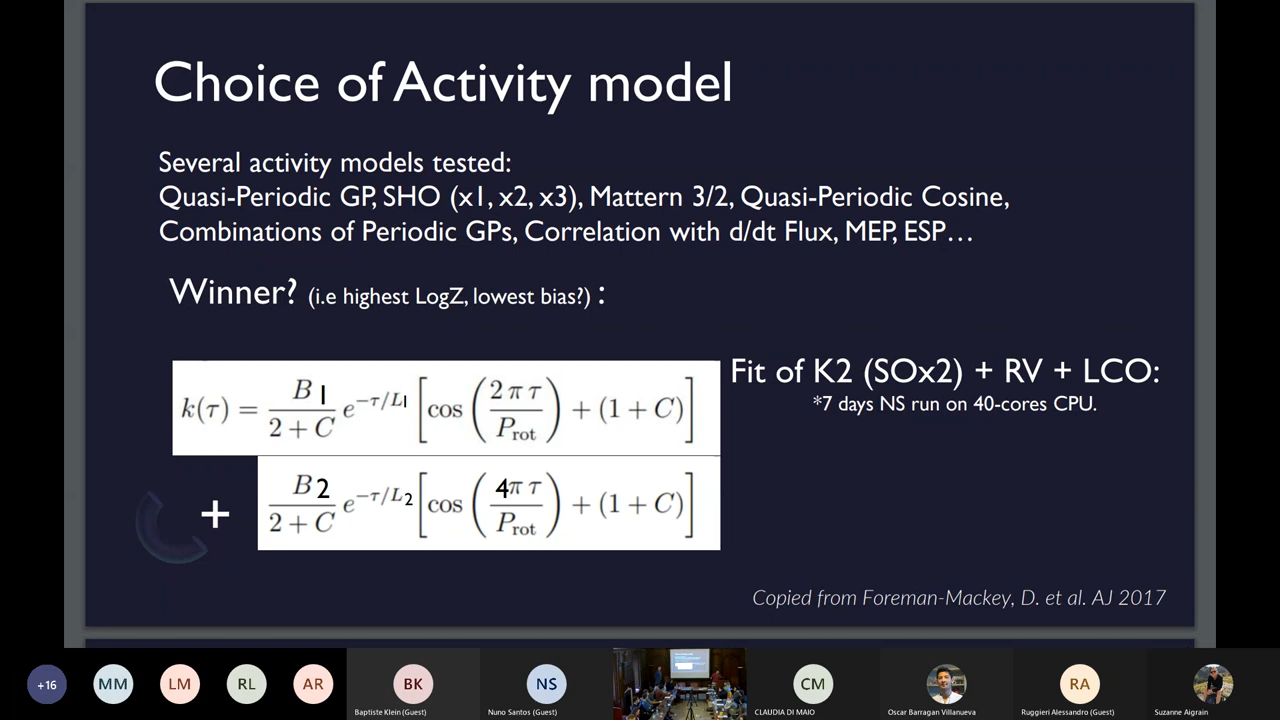 Choice of Activity model
Several activity models tested:
Quasi-Periodic GP, SHO (x1, x2, x3), Mattern 3/2, Quasi-Periodic Cosine,
Combinations of Periodic GPs, Correlation with d/dt Flux, MEP, ESP…
Winner? (i.e highest LogZ, lowest bias?) :
k(τ) = B1/(2 + C) e^(−τ/L1) [cos (2πτ/P_rot) + (1 + C)]
+ B2/(2 + C) e^(−τ/L2) [cos (4πτ/P_rot) + (1 + C)]
Fit of K2 (SOx2) + RV + LCO:
*7 days NS run on 40-cores CPU.
Copied from Foreman-Mackey, D. et al. AJ 2017
+16
MM
LM
RL
AR
BK
Baptiste Klein (Guest)
NS
Nuno Santos (Guest)
CM
CLAUDIA DI MAIO
Oscar Barragan Villanueva
RA
Ruggieri Alessandro (Guest)
Suzanne Aigrain